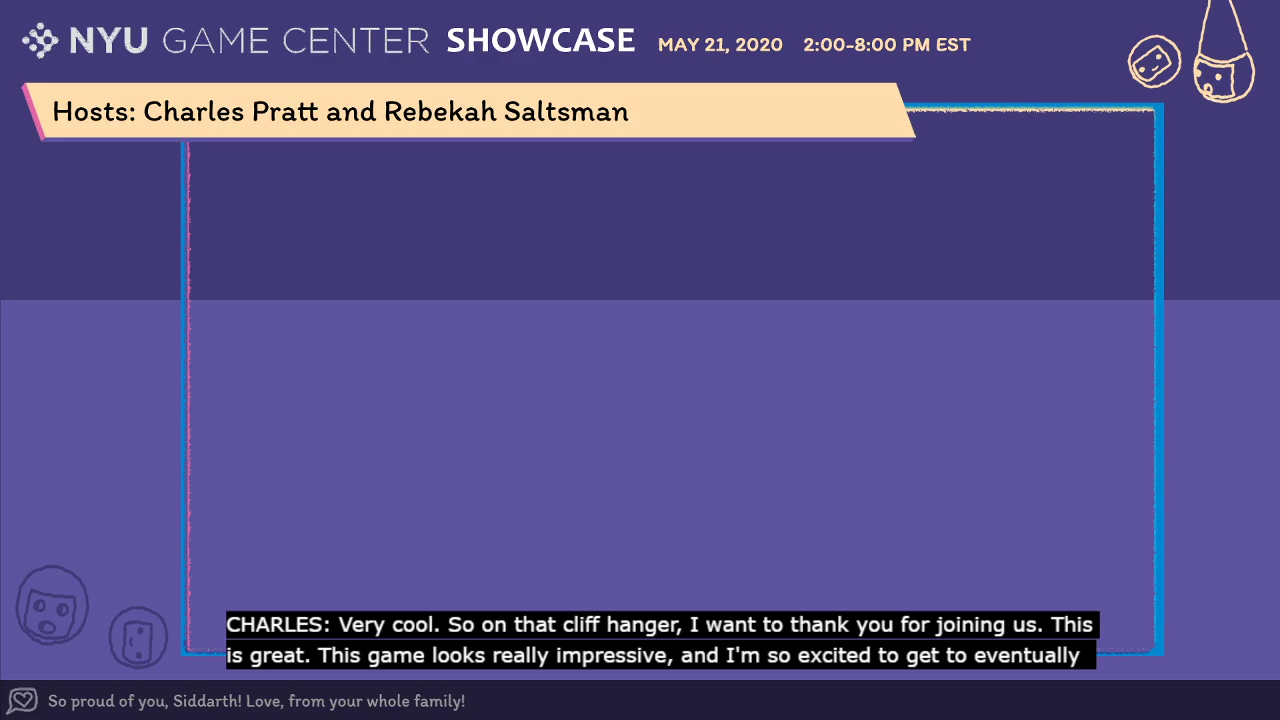 NYU GAME CENTER SHOWCASE MAY 21, 2020 2:00-8:00 PM EST
Hosts: Charles Pratt and Rebekah Saltsman
CHARLES: Very cool. So on that cliff hanger, I want to thank you for joining us. This
is great. This game looks really impressive, and I'm so excited to get to eventually
So proud of you, Siddarth! Love, from your whole family!